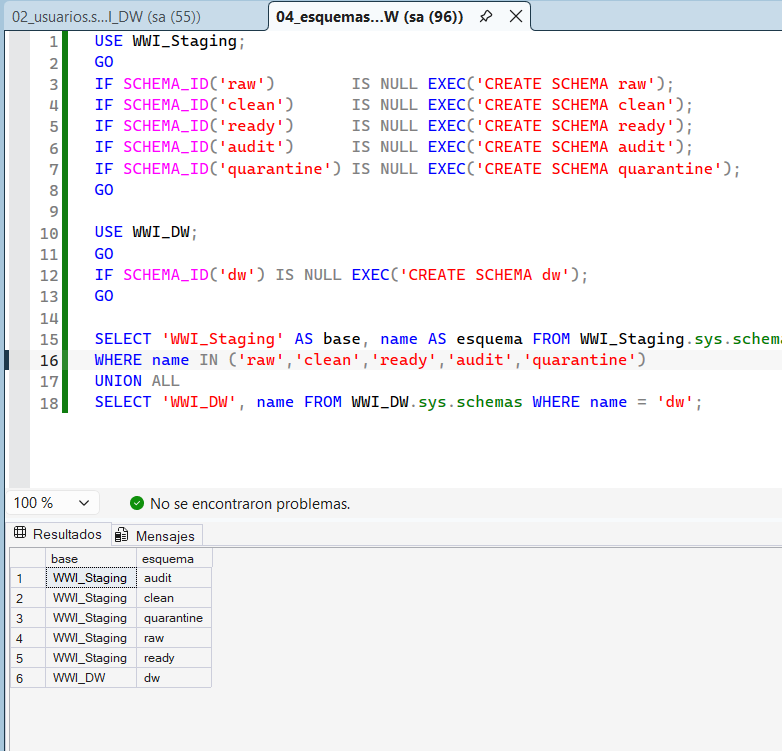 02_usuarios.s...I_DW (sa (55)) 04_esquemas...W (sa (96))
1 USE WWI_Staging;
2 GO
3 IF SCHEMA_ID('raw') IS NULL EXEC('CREATE SCHEMA raw');
4 IF SCHEMA_ID('clean') IS NULL EXEC('CREATE SCHEMA clean');
5 IF SCHEMA_ID('ready') IS NULL EXEC('CREATE SCHEMA ready');
6 IF SCHEMA_ID('audit') IS NULL EXEC('CREATE SCHEMA audit');
7 IF SCHEMA_ID('quarantine') IS NULL EXEC('CREATE SCHEMA quarantine');
8 GO
9
10 USE WWI_DW;
11 GO
12 IF SCHEMA_ID('dw') IS NULL EXEC('CREATE SCHEMA dw');
13 GO
14
15 SELECT 'WWI_Staging' AS base, name AS esquema FROM WWI_Staging.sys.schema
16 WHERE name IN ('raw','clean','ready','audit','quarantine')
17 UNION ALL
18 SELECT 'WWI_DW', name FROM WWI_DW.sys.schemas WHERE name = 'dw';
100 % No se encontraron problemas.
Resultados Mensajes
base esquema
1 WWI_Staging audit
2 WWI_Staging clean
3 WWI_Staging quarantine
4 WWI_Staging raw
5 WWI_Staging ready
6 WWI_DW dw